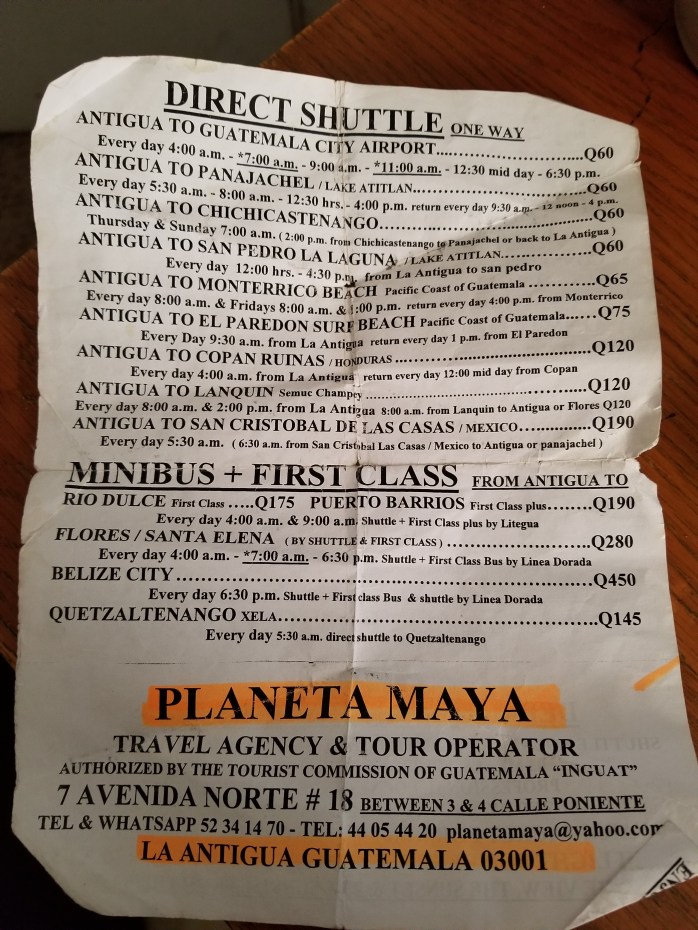 DIRECT SHUTTLE ONE WAY
ANTIGUA TO GUATEMALA CITY AIRPORT..............................Q60
Every day 4:00 a.m. - *7:00 a.m. - 9:00 a.m. - *11:00 a.m. - 12:30 mid day - 6:30 p.m.
ANTIGUA TO PANAJACHEL / LAKE ATITLAN..............................Q60
Every day 5:30 a.m. - 8:00 a.m. - 12:30 hrs. - 4:00 p.m. return every day 9:30 a.m. - 12 noon - 4 p.m.
ANTIGUA TO CHICHICASTENANGO..............................Q60
Thursday & Sunday 7:00 a.m. ( 2:00 p.m. from Chichicastenango to Panajachel or back to La Antigua )
ANTIGUA TO SAN PEDRO LA LAGUNA / LAKE ATITLAN....................Q60
Every day 12:00 hrs. - 4:30 p.m. from La Antigua to san pedro
ANTIGUA TO MONTERRICO BEACH Pacific Coast of Guatemala ..............Q65
Every day 8:00 a.m. & Fridays 8:00 a.m. & :00 p.m. return every day 4:00 p.m. from Monterrico
ANTIGUA TO EL PAREDON SURF BEACH Pacific Coast of Guatemala......Q75
Every Day 9:30 a.m. from La Antigua return every day 1 p.m. from El Paredon
ANTIGUA TO COPAN RUINAS / HONDURAS ..............................Q120
Every day 4:00 a.m. from La Antigua return every day 12:00 mid day from Copan
ANTIGUA TO LANQUIN Semuc Champey ..............................Q120
Every day 8:00 a.m. & 2:00 p.m. from La Antigua 8:00 a.m. from Lanquin to Antigua or Flores Q120
ANTIGUA TO SAN CRISTOBAL DE LAS CASAS / MEXICO.................Q190
Every day 5:30 a.m. ( 6:30 a.m. from San Cristobal Las Casas / Mexico to Antigua or panajachel )
MINIBUS + FIRST CLASS FROM ANTIGUA TO
RIO DULCE First Class .....Q175 PUERTO BARRIOS First Class plus........Q190
Every day 4:00 a.m. & 9:00 a.m. Shuttle + First Class plus by Litegua
FLORES / SANTA ELENA ( BY SHUTTLE & FIRST CLASS ) ........................Q280
Every day 4:00 a.m. - *7:00 a.m. - 6:30 p.m. Shuttle + First Class Bus by Linea Dorada
BELIZE CITY............................................................Q450
Every day 6:30 p.m. Shuttle + First class Bus & shuttle by Linea Dorada
QUETZALTENANGO XELA..............................................Q145
Every day 5:30 a.m. direct shuttle to Quetzaltenango
PLANETA MAYA
TRAVEL AGENCY & TOUR OPERATOR
AUTHORIZED BY THE TOURIST COMMISSION OF GUATEMALA "INGUAT"
7 AVENIDA NORTE # 18 BETWEEN 3 & 4 CALLE PONIENTE
TEL & WHATSAPP 52 34 14 70 - TEL: 44 05 44 20 planetamaya@yahoo.com
LA ANTIGUA GUATEMALA 03001